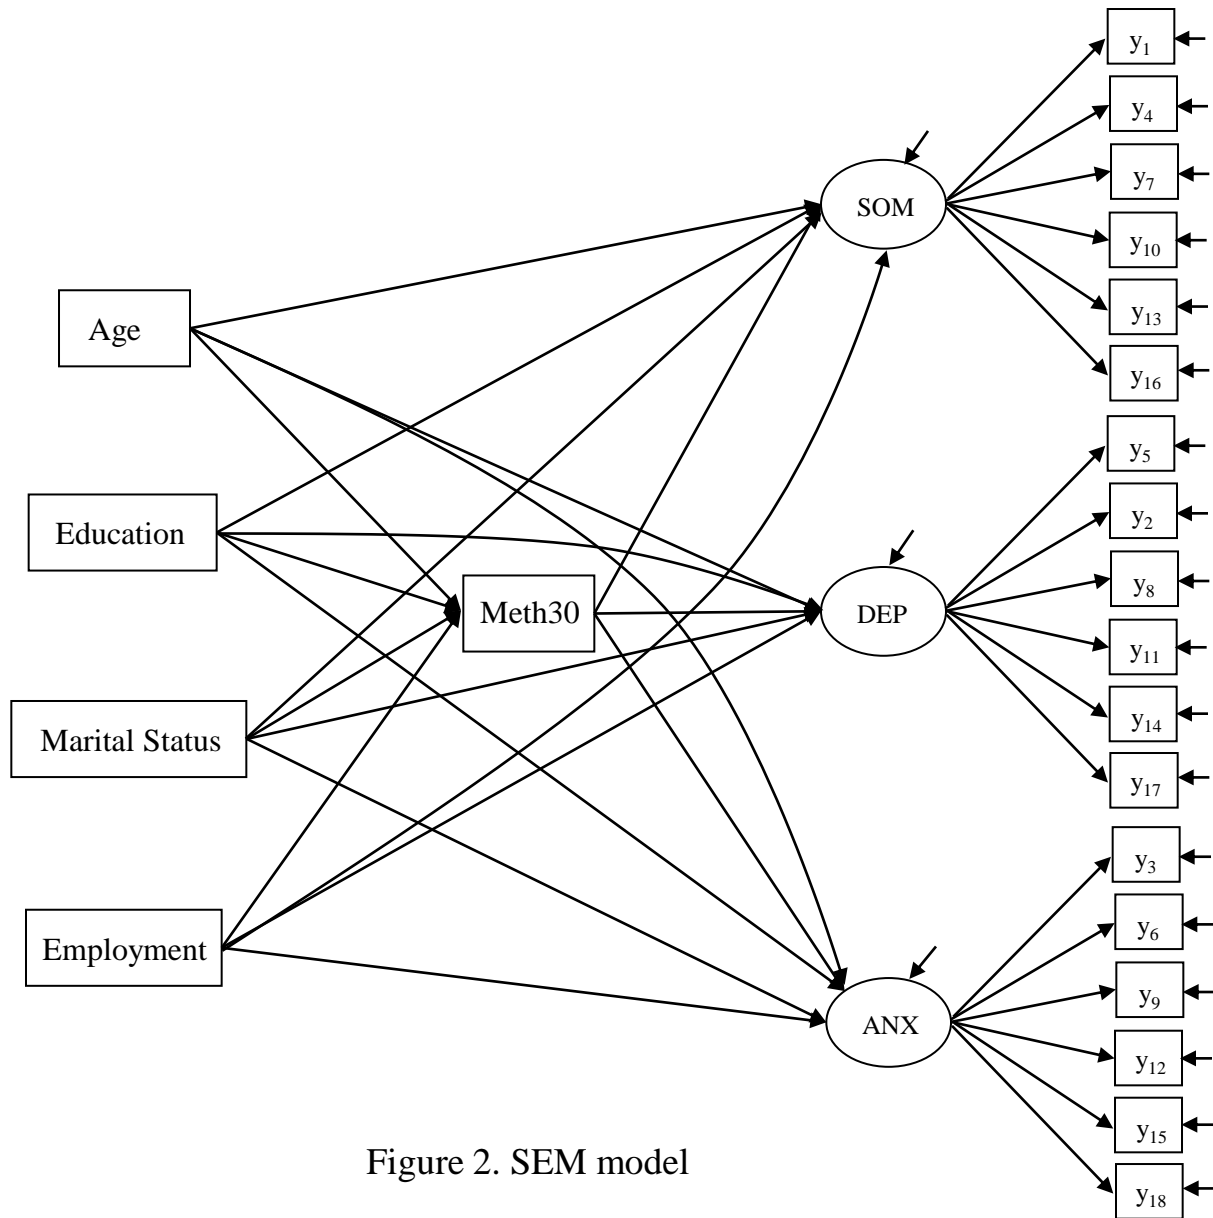 y₁
y₄
y₇
SOM
y₁₀
y₁₃
Age
y₁₆
y₅
Education
y₂
y₈
Meth30
DEP
y₁₁
y₁₄
Marital Status
y₁₇
y₃
y₆
Employment
y₉
ANX
y₁₂
y₁₅
Figure 2. SEM model
y₁₈